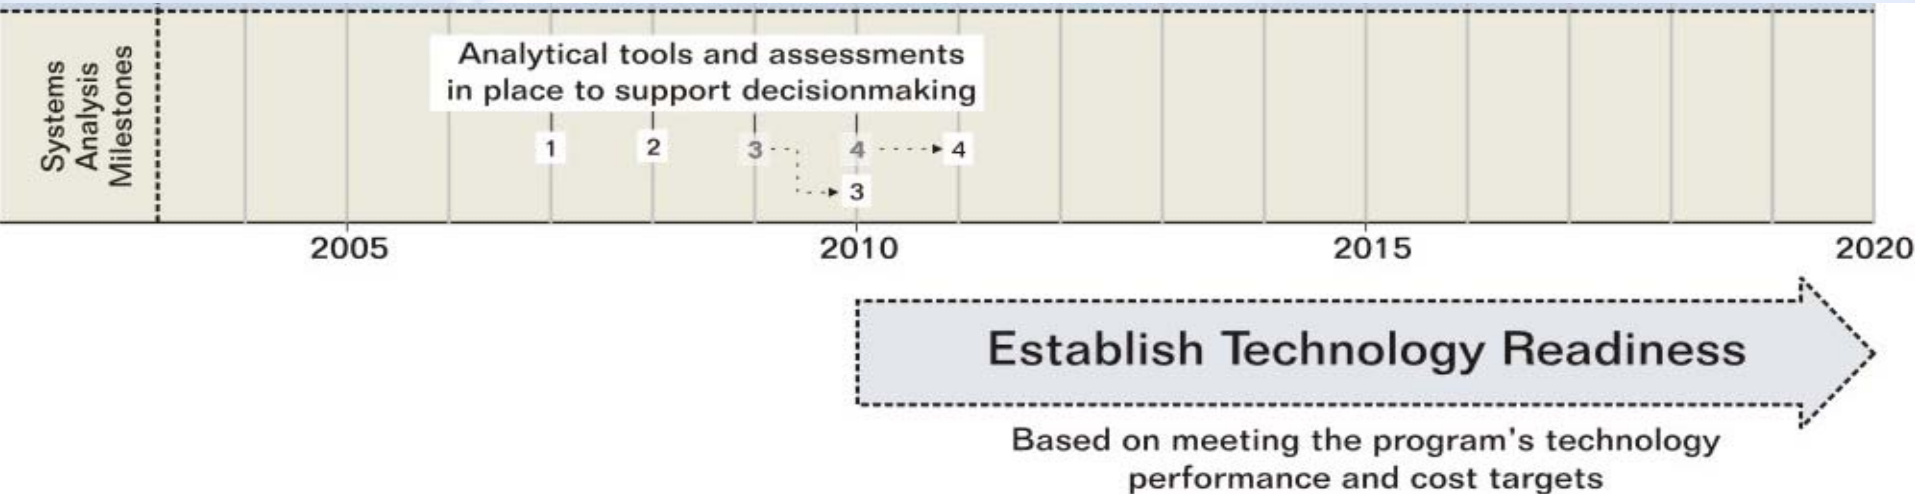 Systems
Analysis
Milestones
Analytical tools and assessments
in place to support decisionmaking
1 2 3 4 4
3
2005 2010 2015 2020
Establish Technology Readiness
Based on meeting the program's technology
performance and cost targets